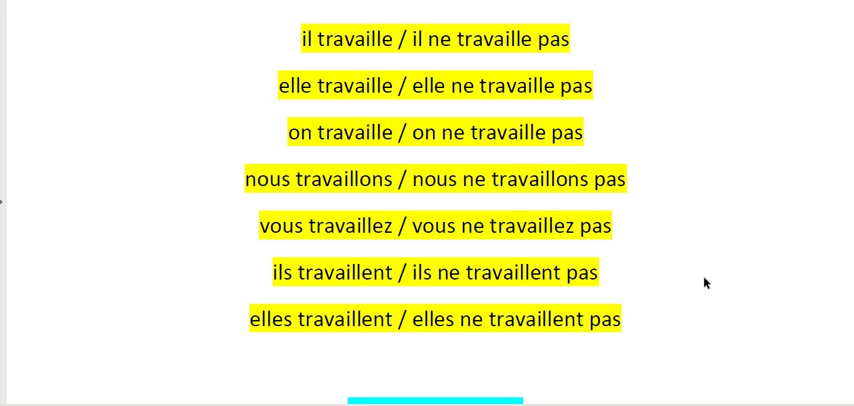 il travaille / il ne travaille pas
elle travaille / elle ne travaille pas
on travaille / on ne travaille pas
nous travaillons / nous ne travaillons pas
vous travaillez / vous ne travaillez pas
ils travaillent / ils ne travaillent pas
elles travaillent / elles ne travaillent pas